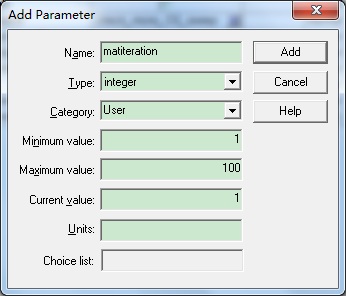 Add Parameter
Name: matiteration Add
Type: integer Cancel
Category: User Help
Minimum value: 1
Maximum value: 100
Current value: 1
Units:
Choice list: